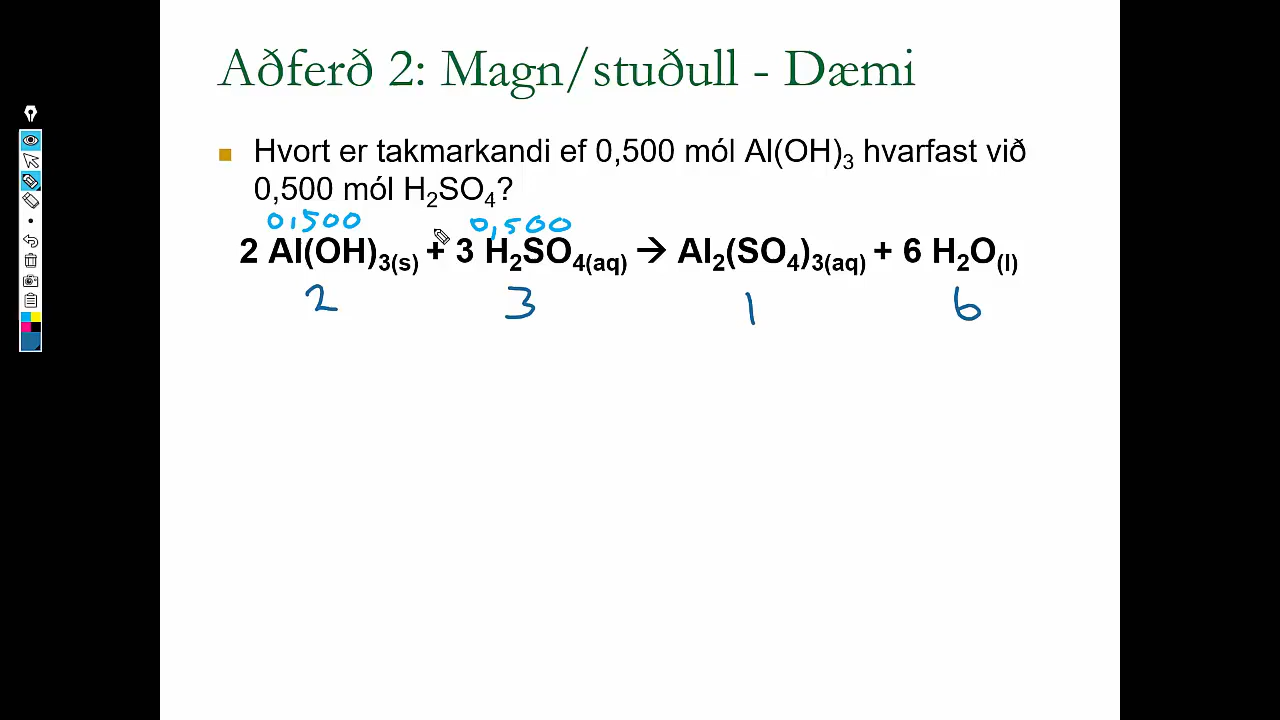 Aðferð 2: Magn/stuðull - Dæmi
Hvort er takmarkandi ef 0,500 mól Al(OH)₃ hvarfast við
0,500 mól H₂SO₄?
0,500 0,500
2 Al(OH)₃₍ₛ₎ + 3 H₂SO₄(aq) → Al₂(SO₄)₃(aq) + 6 H₂O(l)
2 3 1 6